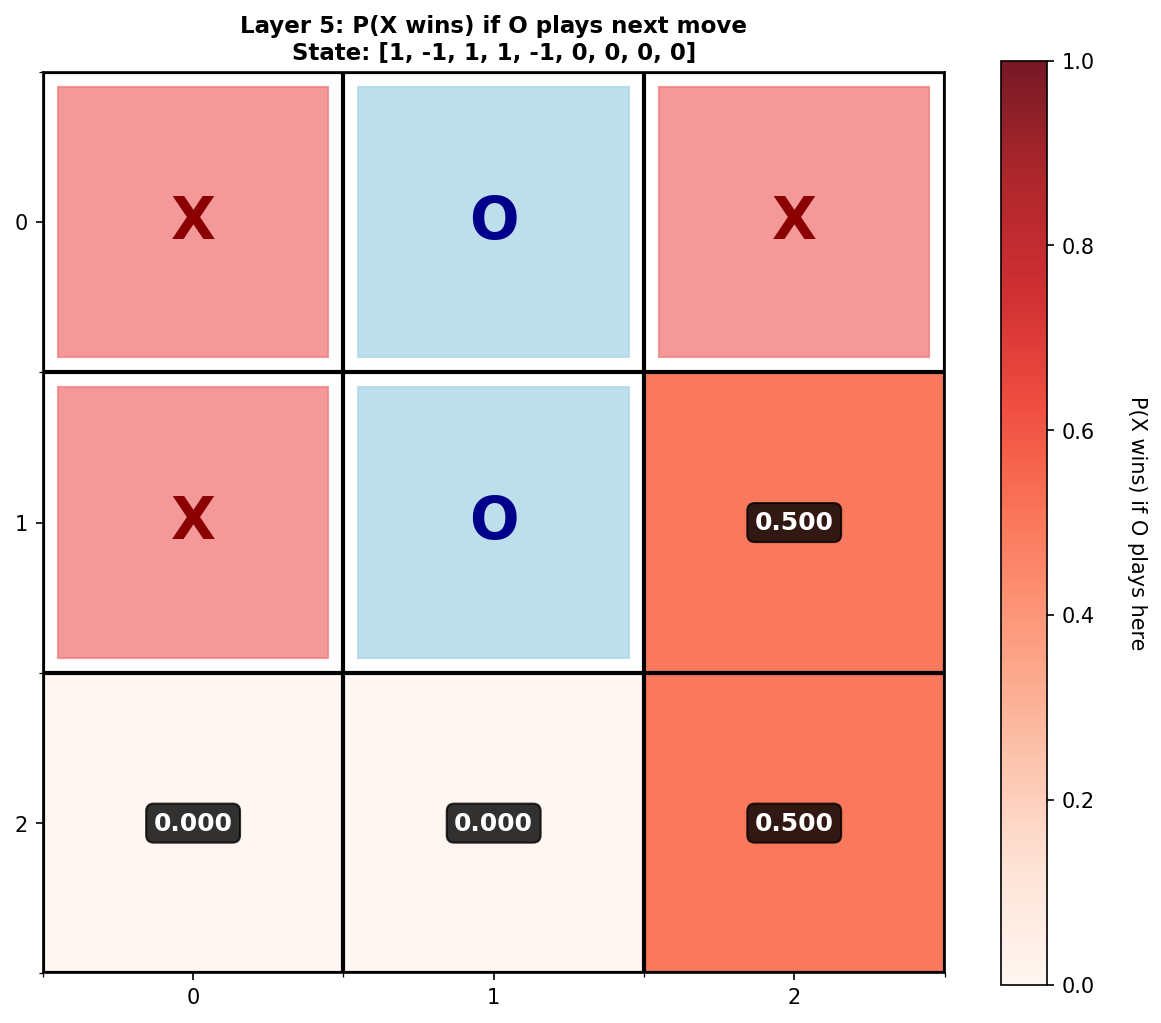 Layer 5: P(X wins) if O plays next move
State: [1, -1, 1, 1, -1, 0, 0, 0, 0]
0
X
O
X
1
X
O
0.500
2
0.000
0.000
0.500
0
1
2
1.0
0.8
0.6
0.4
0.2
0.0
P(X wins) if O plays here